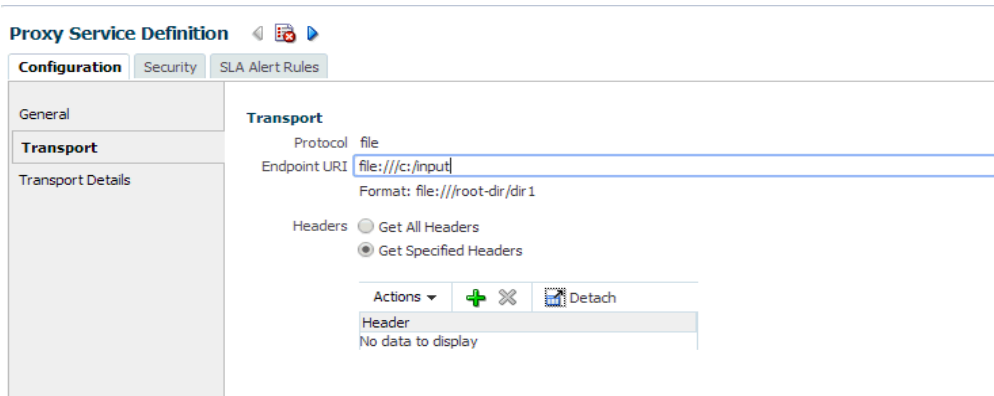 Proxy Service Definition
Configuration Security SLA Alert Rules
General
Transport
Transport Details
Transport
Protocol file
Endpoint URI file:///c:/input
Format: file:///root-dir/dir1
Headers Get All Headers
Get Specified Headers
Actions Detach
Header
No data to display